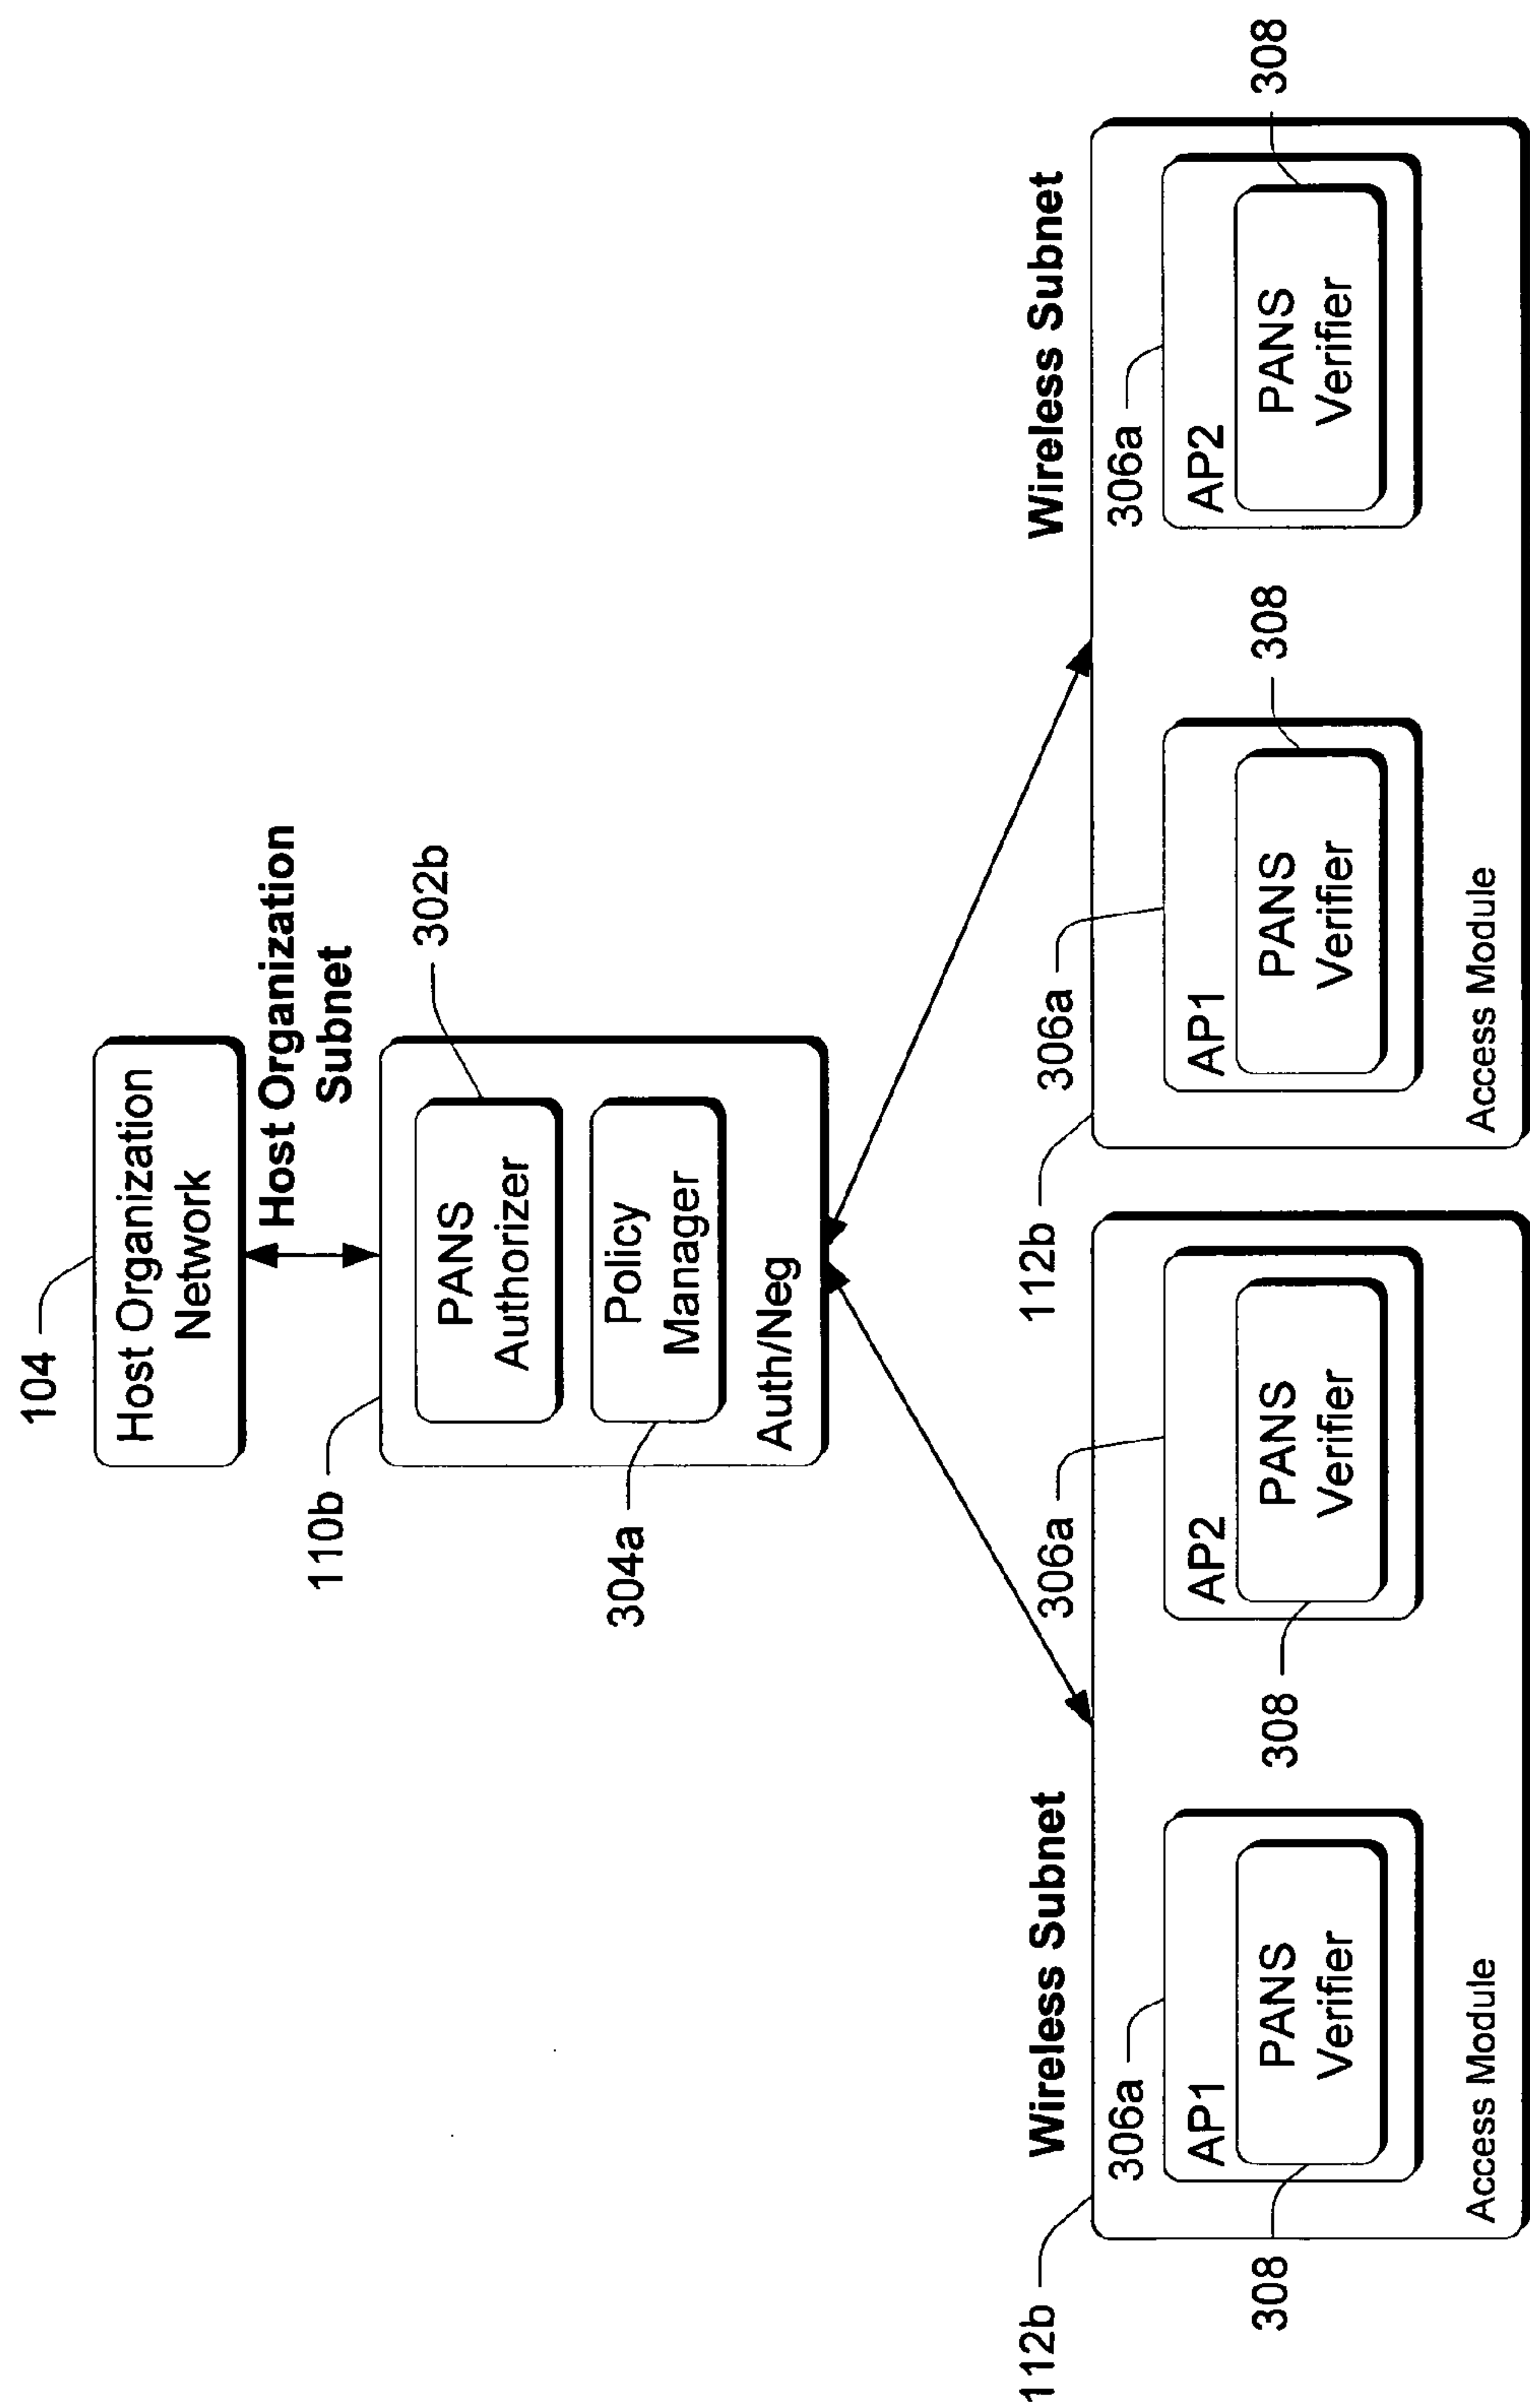 104
Host Organization
Network
Host Organization
Subnet
110b
302b
PANS
Authorizer
304a
Policy
Manager
Auth/Neg
Wireless Subnet
112b
306a
AP1
PANS
Verifier
308
306a
AP2
PANS
Verifier
308
Access Module
Wireless Subnet
112b
306a
AP1
PANS
Verifier
308
306a
AP2
PANS
Verifier
308
Access Module